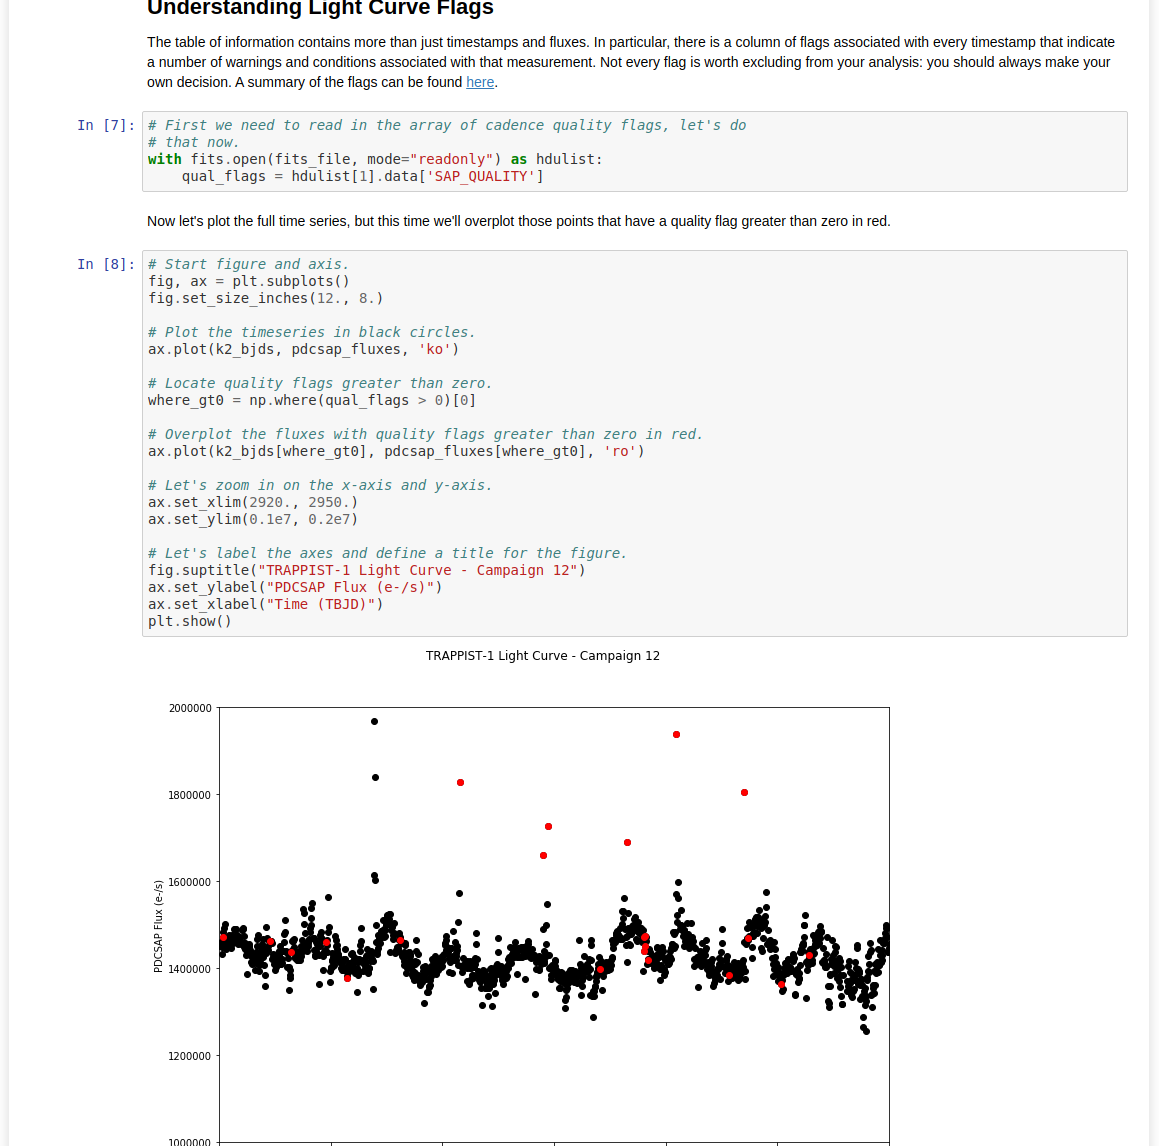 Understanding Light Curve Flags
The table of information contains more than just timestamps and fluxes. In particular, there is a column of flags associated with every timestamp that indicate
a number of warnings and conditions associated with that measurement. Not every flag is worth excluding from your analysis: you should always make your
own decision. A summary of the flags can be found here.
In [7]:
# First we need to read in the array of cadence quality flags, let's do
# that now.
with fits.open(fits_file, mode="readonly") as hdulist:
    qual_flags = hdulist[1].data['SAP_QUALITY']
Now let's plot the full time series, but this time we'll overplot those points that have a quality flag greater than zero in red.
In [8]:
# Start figure and axis.
fig, ax = plt.subplots()
fig.set_size_inches(12., 8.)
# Plot the timeseries in black circles.
ax.plot(k2_bjds, pdcsap_fluxes, 'ko')
# Locate quality flags greater than zero.
where_gt0 = np.where(qual_flags > 0)[0]
# Overplot the fluxes with quality flags greater than zero in red.
ax.plot(k2_bjds[where_gt0], pdcsap_fluxes[where_gt0], 'ro')
# Let's zoom in on the x-axis and y-axis.
ax.set_xlim(2920., 2950.)
ax.set_ylim(0.1e7, 0.2e7)
# Let's label the axes and define a title for the figure.
fig.suptitle("TRAPPIST-1 Light Curve - Campaign 12")
ax.set_ylabel("PDCSAP Flux (e-/s)")
ax.set_xlabel("Time (TBJD)")
plt.show()
TRAPPIST-1 Light Curve - Campaign 12
2000000
1800000
1600000
PDCSAP Flux (e-/s)
1400000
1200000
1000000